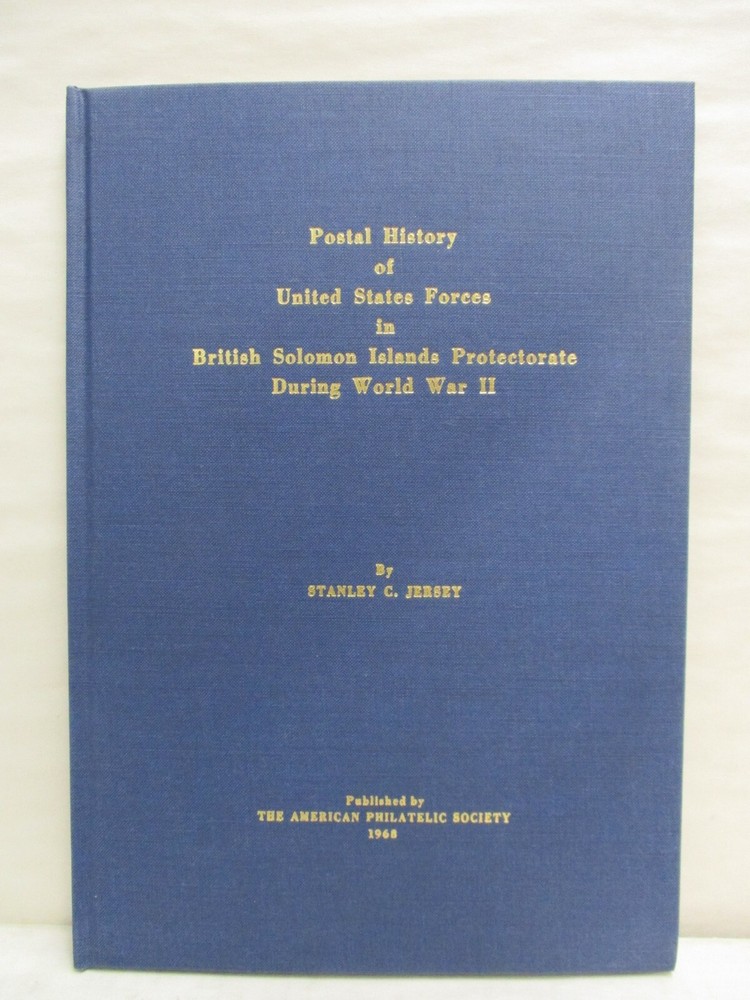 Postal History
of
United States Forces
in
British Solomon Islands Protectorate
During World War II
By
STANLEY C. JERSEY
Published by
THE AMERICAN PHILATELIC SOCIETY
1968